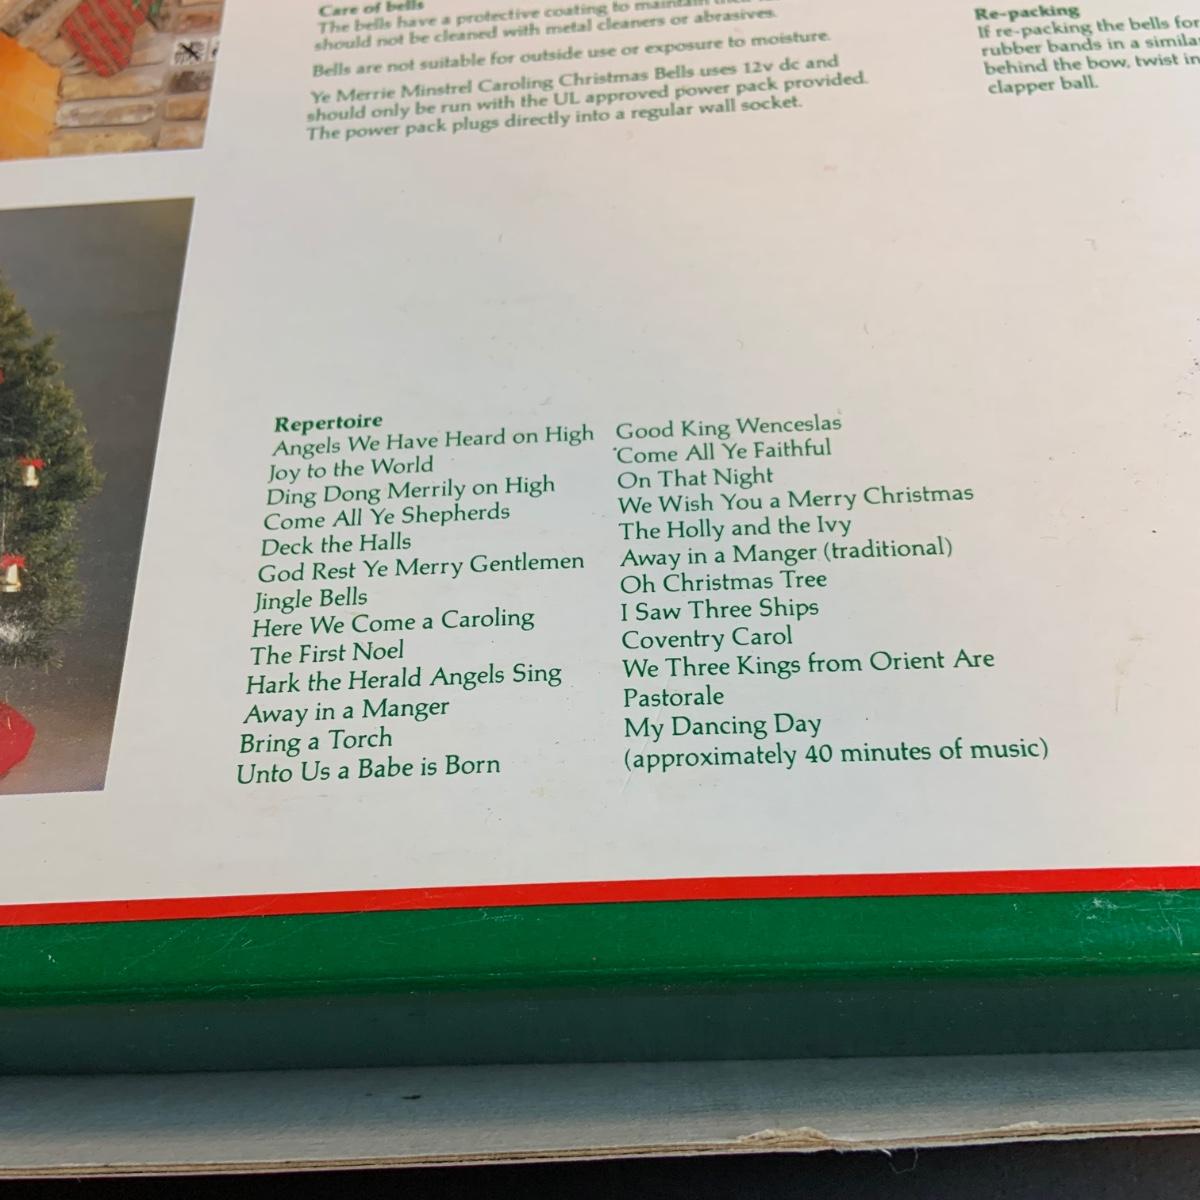 Care of bells
The bells have a protective coating to maintain their
should not be cleaned with metal cleaners or abrasives.
Bells are not suitable for outside use or exposure to moisture.
Ye Merrie Minstrel Caroling Christmas Bells uses 12v dc and
should only be run with the UL approved power pack provided.
The power pack plugs directly into a regular wall socket.
Re-packing
If re-packing the bells for
rubber bands in a
behind the bow, twist in
clapper ball.
Repertoire
Angels We Have Heard on High
Joy to the World
Ding Dong Merrily on High
Come All Ye Shepherds
Deck the Halls
God Rest Ye Merry Gentlemen
Jingle Bells
Here We Come a Caroling
The First Noel
Hark the Herald Angels Sing
Away in a Manger
Bring a Torch
Unto Us a Babe is Born
Good King Wenceslas
Come All Ye Faithful
On That Night
We Wish You a Merry Christmas
The Holly and the Ivy
Away in a Manger (traditional)
Oh Christmas Tree
I Saw Three Ships
Coventry Carol
We Three Kings from Orient Are
Pastorale
My Dancing Day
(approximately 40 minutes of music)